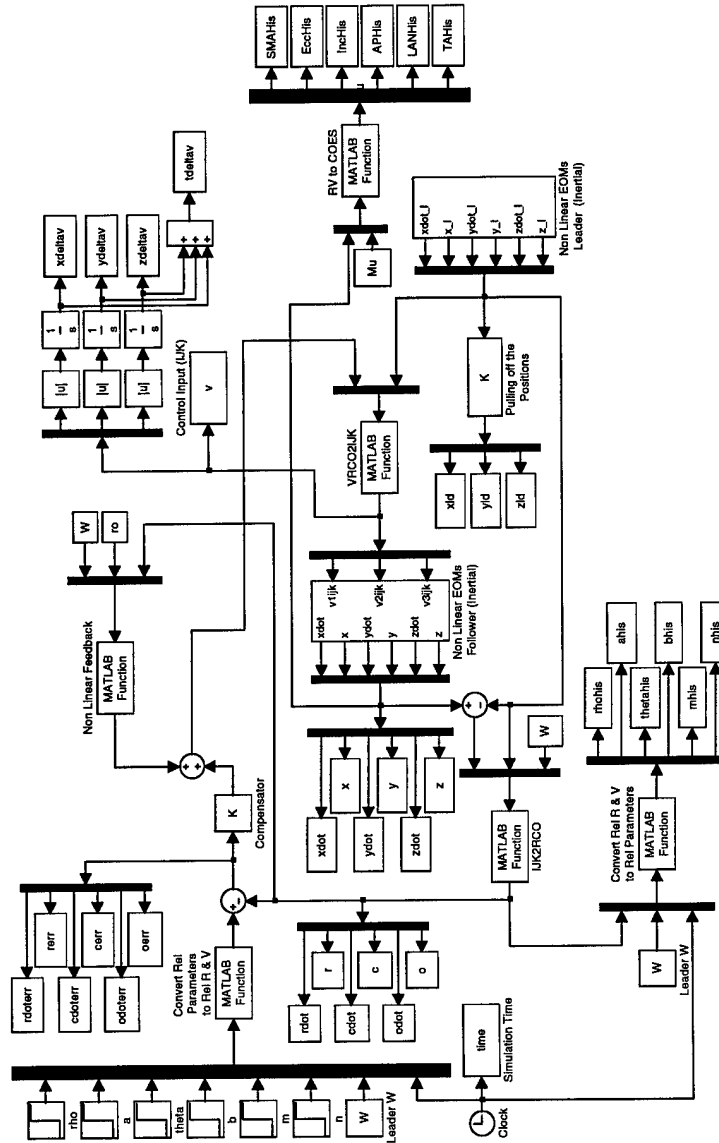 SMAHis
EccHis
IncHis
APHis
LANHis
TAHis
RV to COES
MATLAB
Function
Mu
xdot_l
x_l
ydot_l
y_l
zdot_l
z_l
Non Linear EOMs
Leader (Inertial)
tdeltav
xdeltav
ydeltav
zdeltav
+
+
+
1
s
1
s
1
s
|u|
|u|
|u|
Control Input (IJK)
v
VRCO2IJK
MATLAB
Function
K
Pulling off the
Positions
xld
yld
zld
W
ro
Non Linear Feedback
MATLAB
Function
v1ijk
v2ijk
v3ijk
xdot
x
ydot
y
zdot
z
Non Linear EOMs
Follower (Inertial)
+
+
K
Compensator
xdot
x
ydot
y
zdot
z
+
-
W
MATLAB
Function
IJK2RCO
rhohis
ahis
thetahis
bhis
mhis
nhis
Convert Rel R & V
to Rel Parameters
MATLAB
Function
W
Leader W
rdoterr
rerr
cdoterr
cerr
odoterr
oerr
+
-
Convert Rel
Parameters
to Rel R & V
MATLAB
Function
rdot
r
cdot
c
odot
o
rho
a
theta
b
m
n
W
Leader W
time
Simulation Time
Clock